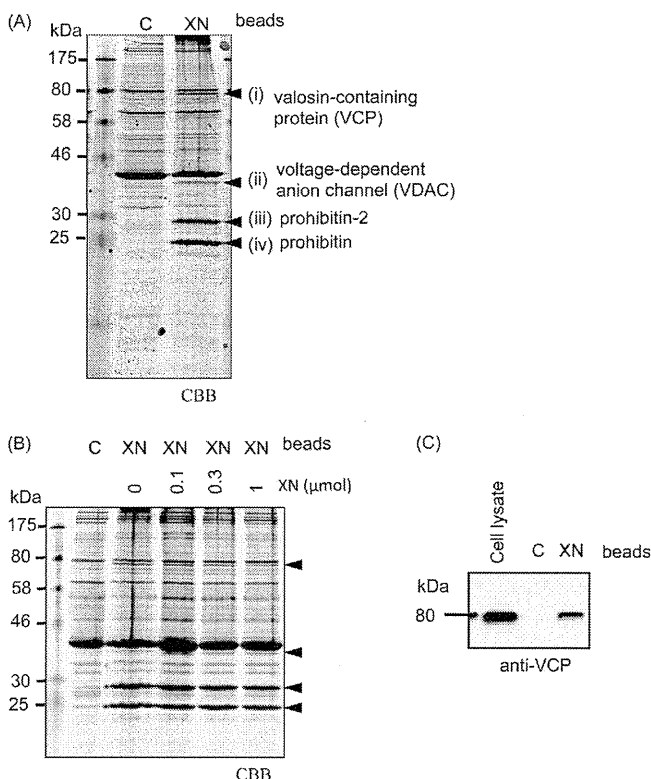 (A)
kDa
C XN beads
175
80
58
46
30
25
(i) valosin-containing
protein (VCP)
(ii) voltage-dependent
anion channel (VDAC)
(iii) prohibitin-2
(iv) prohibitin
CBB
(B)
C XN XN XN XN beads
0 0.1 0.3 1 XN (μmol)
kDa
175
80
58
46
30
25
CBB
(C)
Cell lysate C XN beads
kDa
80
anti-VCP